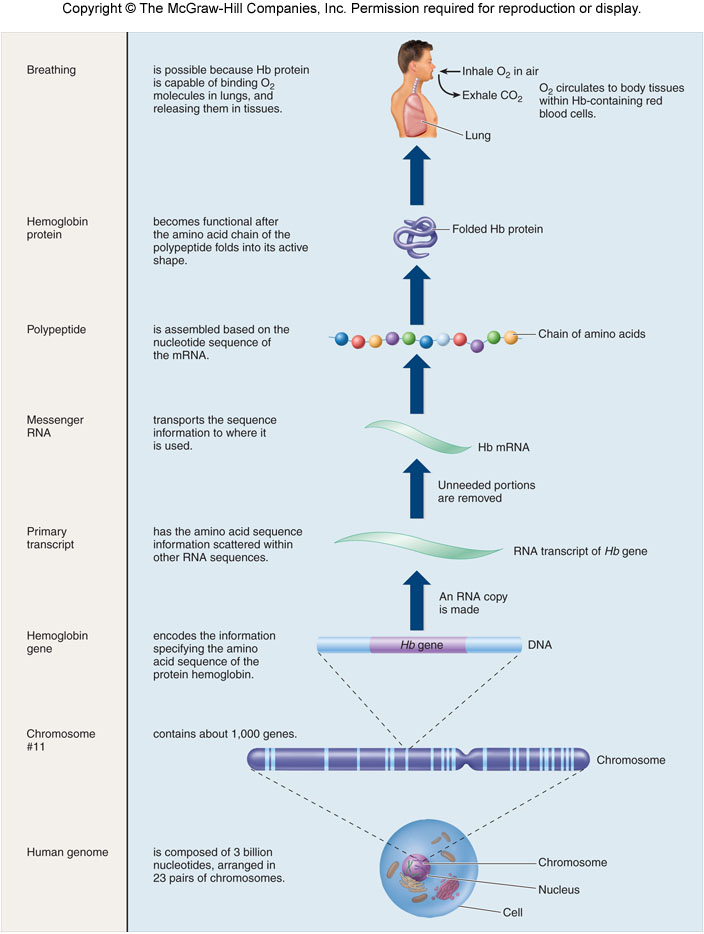 Copyright © The McGraw-Hill Companies, Inc. Permission required for reproduction or display.
Breathing
is possible because Hb protein
is capable of binding O₂
molecules in lungs, and
releasing them in tissues.
Inhale O₂ in air
Exhale CO₂
O₂ circulates to body tissues
within Hb-containing red
blood cells.
Lung
Hemoglobin
protein
becomes functional after
the amino acid chain of the
polypeptide folds into its active
shape.
Folded Hb protein
Polypeptide
is assembled based on the
nucleotide sequence of
the mRNA.
Chain of amino acids
Messenger
RNA
transports the sequence
information to where it
is used.
Hb mRNA
Unneeded portions
are removed
Primary
transcript
has the amino acid sequence
information scattered within
other RNA sequences.
RNA transcript of Hb gene
An RNA copy
is made
Hemoglobin
gene
encodes the information
specifying the amino
acid sequence of the
protein hemoglobin.
Hb gene
DNA
Chromosome
#11
contains about 1,000 genes.
Chromosome
Human genome
is composed of 3 billion
nucleotides, arranged in
23 pairs of chromosomes.
Chromosome
Nucleus
Cell